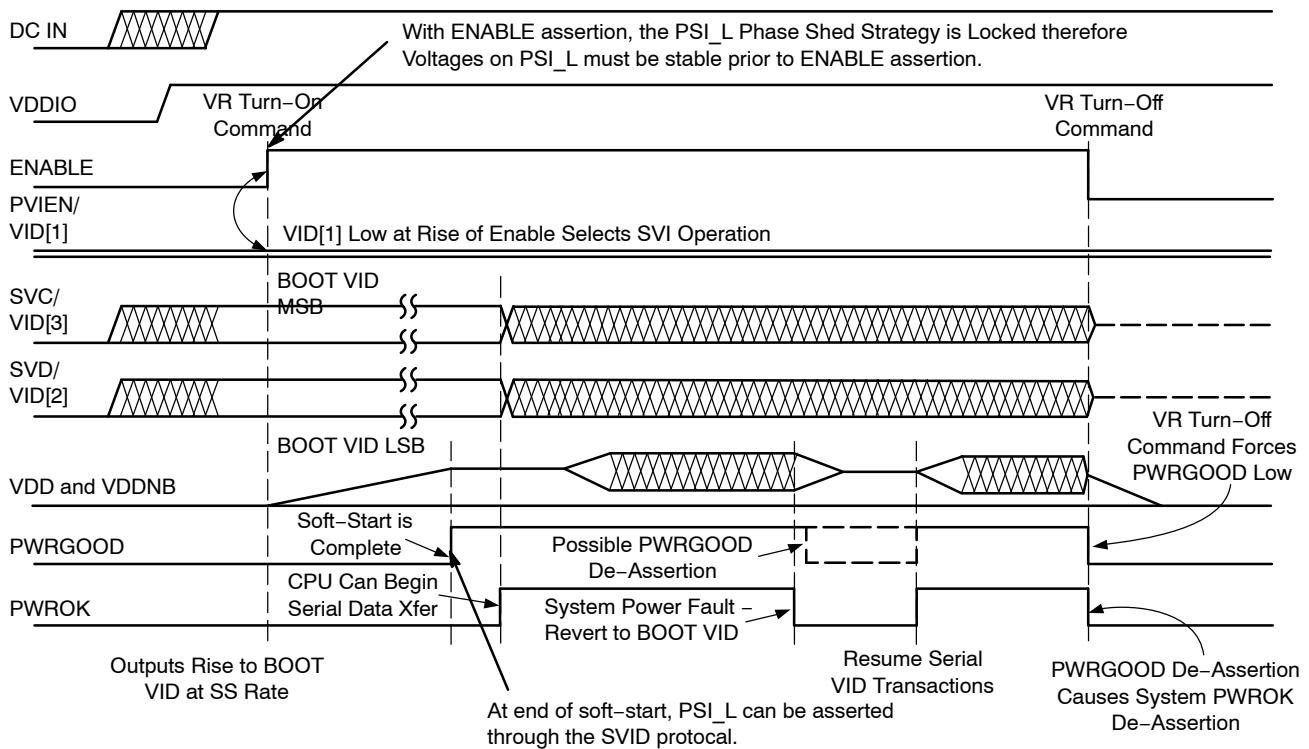 DC IN
With ENABLE assertion, the PSI_L Phase Shed Strategy is Locked therefore
Voltages on PSI_L must be stable prior to ENABLE assertion.
VDDIO
VR Turn–On
Command
VR Turn–Off
Command
ENABLE
PVIEN/
VID[1]
VID[1] Low at Rise of Enable Selects SVI Operation
BOOT VID
MSB
SVC/
VID[3]
SVD/
VID[2]
BOOT VID LSB
VR Turn–Off
Command Forces
PWRGOOD Low
VDD and VDDNB
Soft–Start is
Complete
PWRGOOD
Possible PWRGOOD
De–Assertion
CPU Can Begin
Serial Data Xfer
PWROK
System Power Fault –
Revert to BOOT VID
Outputs Rise to BOOT
VID at SS Rate
Resume Serial
VID Transactions
PWRGOOD De–Assertion
Causes System PWROK
De–Assertion
At end of soft–start, PSI_L can be asserted
through the SVID protocal.